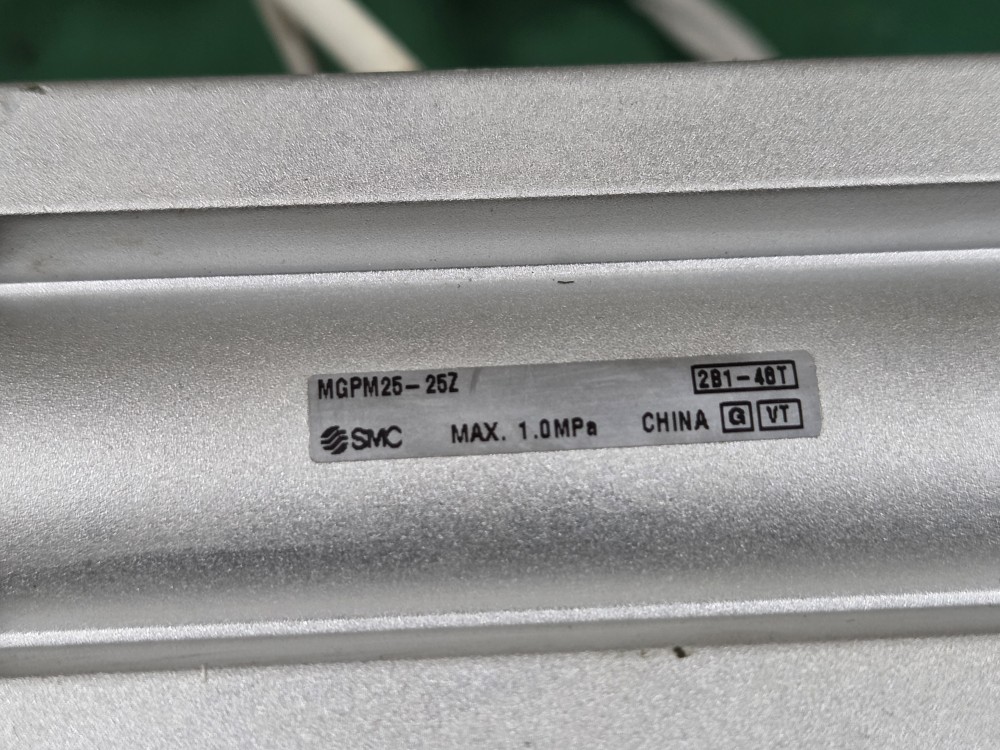 MGPM25-25Z 2B1-48T
SMC MAX. 1.0MPa CHINA G VT